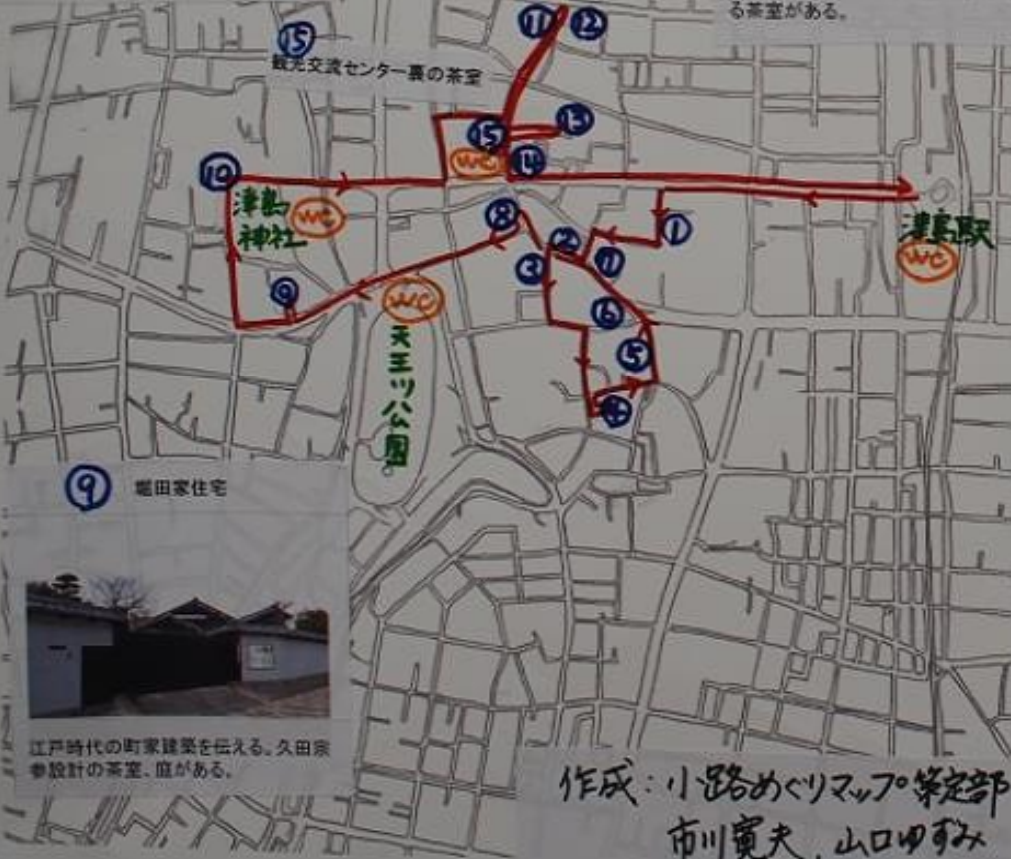 る茶室がある。
⑪
⑫
⑮
観光交流センター裏の茶室
⑬
⑮
WC
⑭
⑩
津島
神社
WC
⑧
②
①
津島駅
WC
③
⑨
WC
⑥
⑤
④
天王川公園
⑨ 堀田家住宅
江戸時代の町家建築を伝える。久田宗
参設計の茶室、庭がある。
作成:小路めぐりマップ策定部
市川寛夫、山口ゆずみ